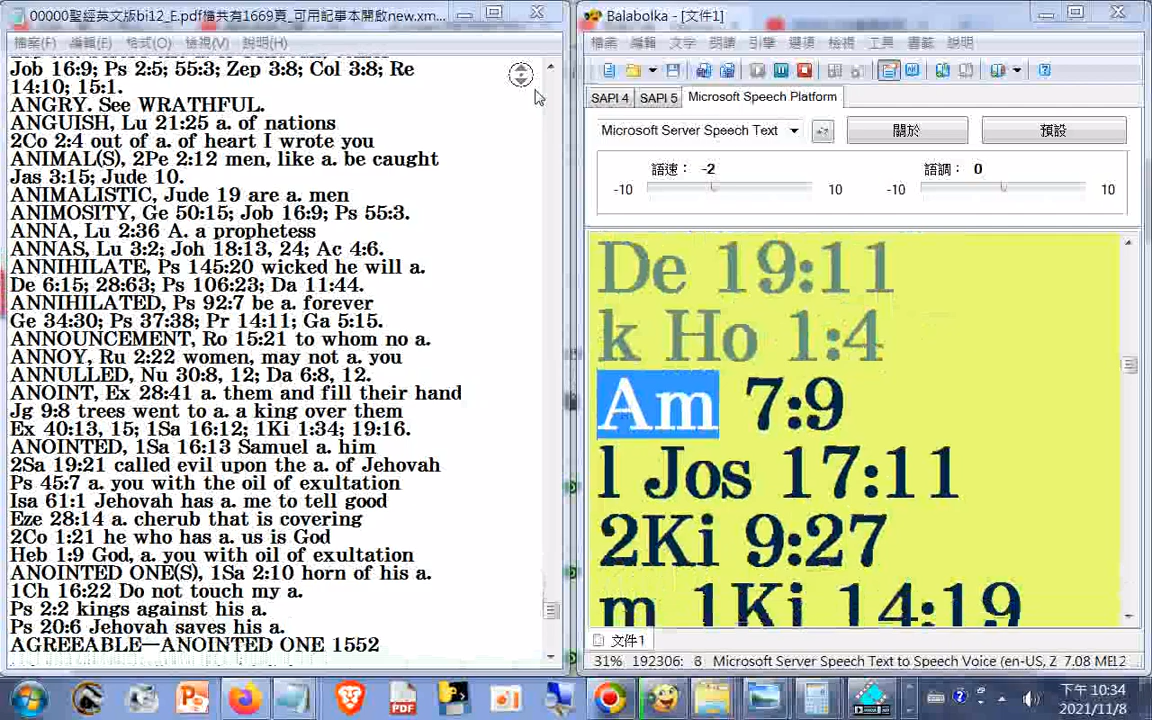 00000聖經英文版bi12_E.pdf檔共有1669頁_可用記事本開啟new.xm...
檔案(F) 編輯(E) 格式(O) 檢視(V) 說明(H)
Job 16:9; Ps 2:5; 55:3; Zep 3:8; Col 3:8; Re
14:10; 15:1.
ANGRY. See WRATHFUL.
ANGUISH, Lu 21:25 a. of nations
2Co 2:4 out of a. of heart I wrote you
ANIMAL(S), 2Pe 2:12 men, like a. be caught
Jas 3:15; Jude 10.
ANIMALISTIC, Jude 19 are a. men
ANIMOSITY, Ge 50:15; Job 16:9; Ps 55:3.
ANNA, Lu 2:36 A. a prophetess
ANNAS, Lu 3:2; Joh 18:13, 24; Ac 4:6.
ANNIHILATE, Ps 145:20 wicked he will a.
De 6:15; 28:63; Ps 106:23; Da 11:44.
ANNIHILATED, Ps 92:7 be a. forever
Ge 34:30; Ps 37:38; Pr 14:11; Ga 5:15.
ANNOUNCEMENT, Ro 15:21 to whom no a.
ANNOY, Ru 2:22 women, may not a. you
ANNULLED, Nu 30:8, 12; Da 6:8, 12.
ANOINT, Ex 28:41 a. them and fill their hand
Jg 9:8 trees went to a. a king over them
Ex 40:13, 15; 1Sa 16:12; 1Ki 1:34; 19:16.
ANOINTED, 1Sa 16:13 Samuel a. him
2Sa 19:21 called evil upon the a. of Jehovah
Ps 45:7 a. you with the oil of exultation
Isa 61:1 Jehovah has a. me to tell good
Eze 28:14 a. cherub that is covering
2Co 1:21 he who has a. us is God
Heb 1:9 God, a. you with oil of exultation
ANOINTED ONE(S), 1Sa 2:10 horn of his a.
1Ch 16:22 Do not touch my a.
Ps 2:2 kings against his a.
Ps 20:6 Jehovah saves his a.
AGREEABLE—ANOINTED ONE 1552
Balabolka - [文件1]
檔案 編輯 文字 朗讀 引擎 選項 檢視 工具 書籤 說明
SAPI 4 SAPI 5 Microsoft Speech Platform
Microsoft Server Speech Text 關於 預設
語速： -2 語調： 0
-10 10 -10 10
De 19:11
k Ho 1:4
Am 7:9
l Jos 17:11
2Ki 9:27
m 1Ki 14:19
文件1
31% 192306: 8 Microsoft Server Speech Text to Speech Voice (en-US, Z 7.08 ME
下午 10:34
2021/11/8